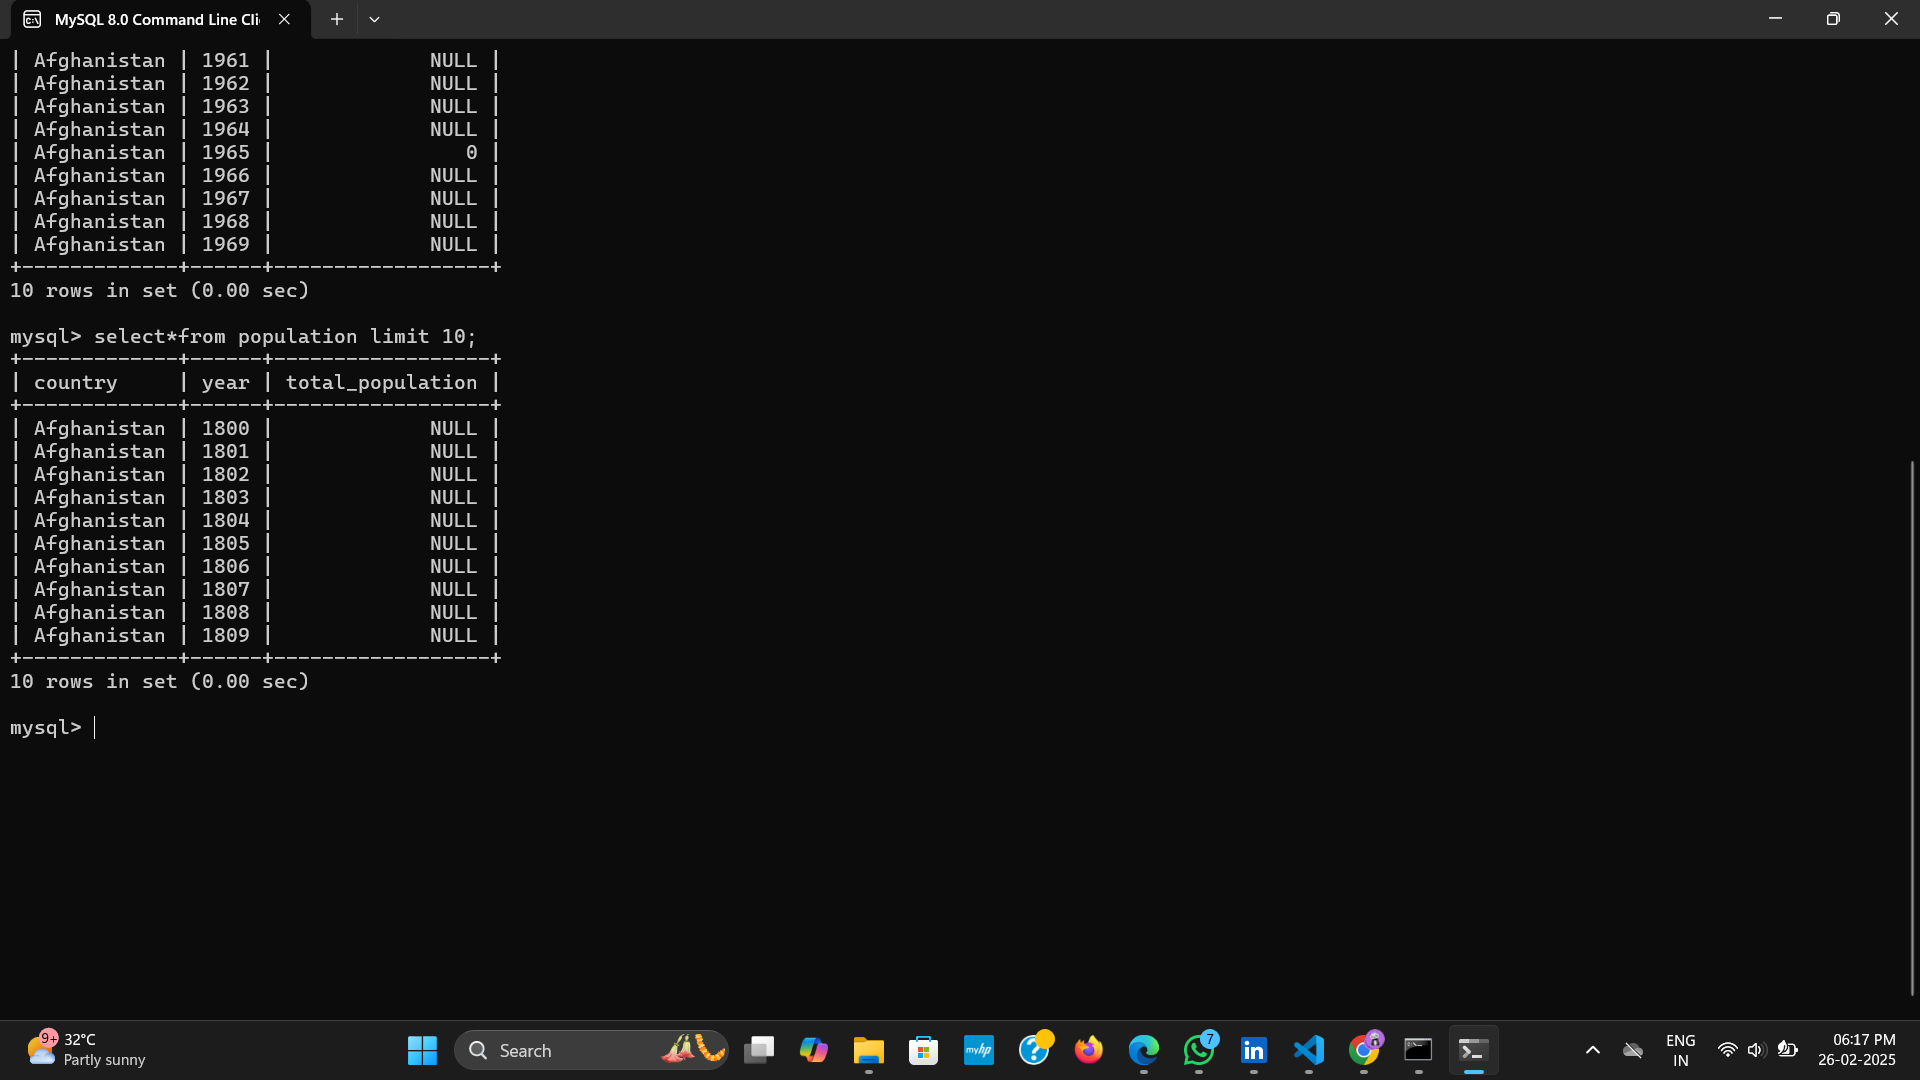 MySQL 8.0 Command Line Cli
| Afghanistan | 1961 |             NULL |
| Afghanistan | 1962 |             NULL |
| Afghanistan | 1963 |             NULL |
| Afghanistan | 1964 |             NULL |
| Afghanistan | 1965 |                0 |
| Afghanistan | 1966 |             NULL |
| Afghanistan | 1967 |             NULL |
| Afghanistan | 1968 |             NULL |
| Afghanistan | 1969 |             NULL |
+-------------+------+------------------+
10 rows in set (0.00 sec)
mysql> select*from population limit 10;
+-------------+------+------------------+
| country     | year | total_population |
+-------------+------+------------------+
| Afghanistan | 1800 |             NULL |
| Afghanistan | 1801 |             NULL |
| Afghanistan | 1802 |             NULL |
| Afghanistan | 1803 |             NULL |
| Afghanistan | 1804 |             NULL |
| Afghanistan | 1805 |             NULL |
| Afghanistan | 1806 |             NULL |
| Afghanistan | 1807 |             NULL |
| Afghanistan | 1808 |             NULL |
| Afghanistan | 1809 |             NULL |
+-------------+------+------------------+
10 rows in set (0.00 sec)
mysql>
9+
32°C
Partly sunny
Search
myhp
7
ENG
IN
06:17 PM
26-02-2025